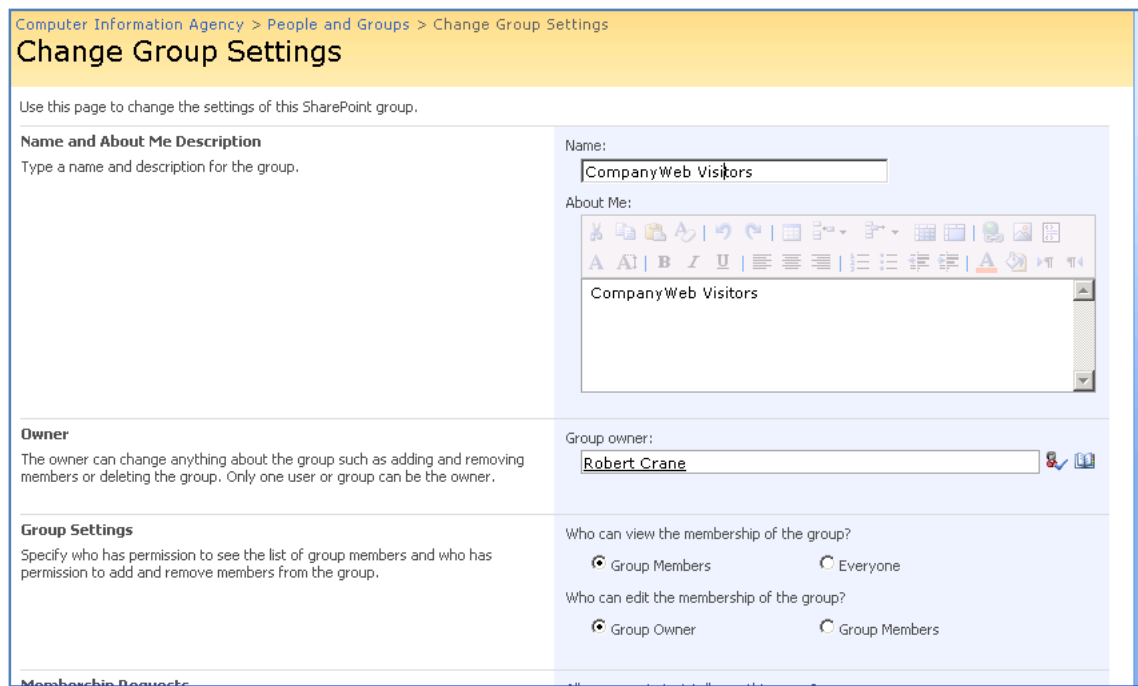 Computer Information Agency > People and Groups > Change Group Settings
Change Group Settings
Use this page to change the settings of this SharePoint group.
Name and About Me Description
Type a name and description for the group.
Name:
CompanyWeb Visitors
About Me:
A A B I U A
CompanyWeb Visitors
Owner
The owner can change anything about the group such as adding and removing
members or deleting the group. Only one user or group can be the owner.
Group owner:
Robert Crane
Group Settings
Specify who has permission to see the list of group members and who has
permission to add and remove members from the group.
Who can view the membership of the group?
Group Members Everyone
Who can edit the membership of the group?
Group Owner Group Members
Membership Requests